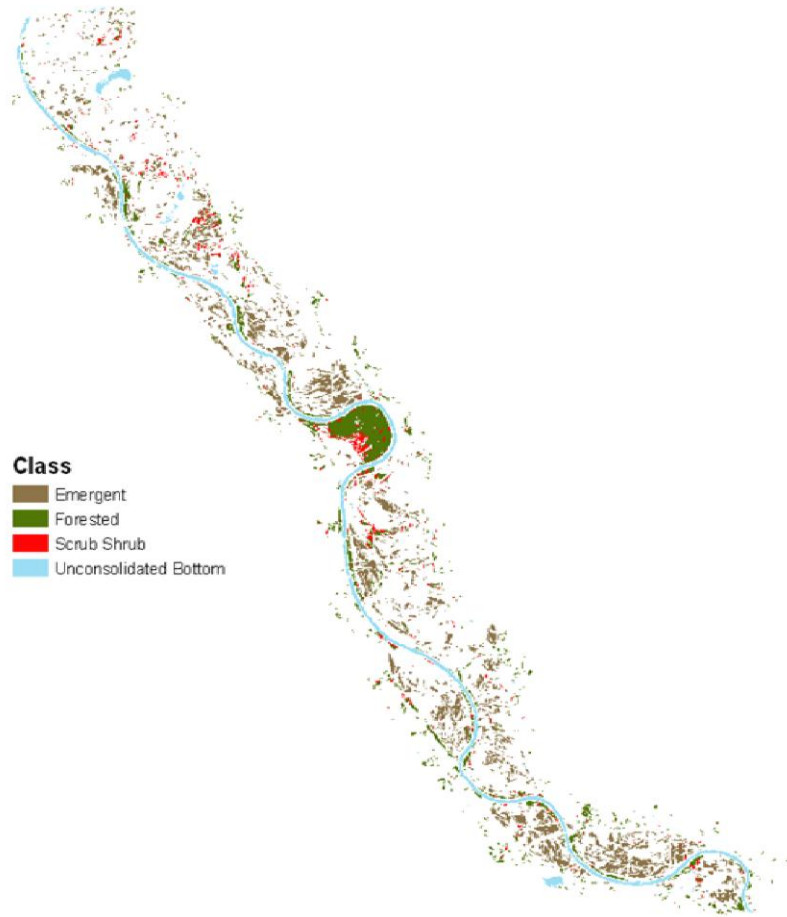 Class
Emergent
Forested
Scrub Shrub
Unconsolidated Bottom